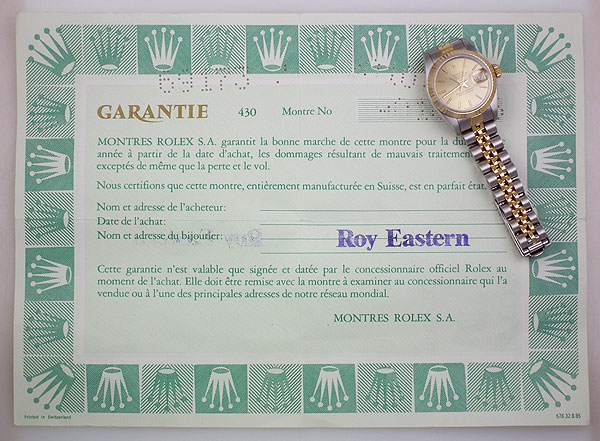 69173
GARANTIE 430 Montre No
MONTRES ROLEX S.A. garantit la bonne marche de cette montre pour la
année à partir de la date d'achat, les dommages résultant de mauvais
exceptés de même que la perte et le vol.
Nous certifions que cette montre, entièrement manufacturée en Suisse, est en parfait état.
Nom et adresse de l'acheteur:
Date de l'achat:
Nom et adresse du bijoutier:
Roy Eastern
Cette garantie n'est valable que signée et datée par le concessionnaire officiel Rolex au
moment de l'achat. Elle doit être remise avec la montre à examiner au concessionnaire qui l'a
vendue ou à l'une des principales adresses de notre réseau mondial.
MONTRES ROLEX S.A.
Printed in Switzerland
576.32.8.85